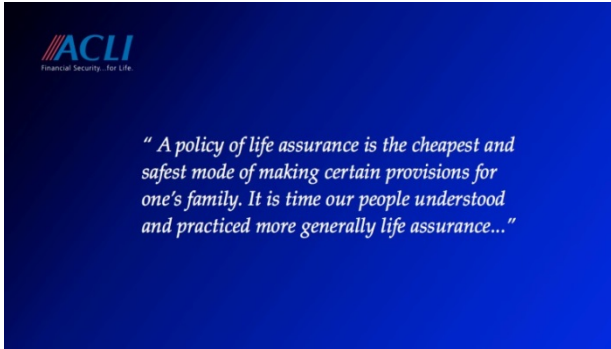 ACLI
Financial Security...for Life.
“ A policy of life assurance is the cheapest and
safest mode of making certain provisions for
one’s family. It is time our people understood
and practiced more generally life assurance...”